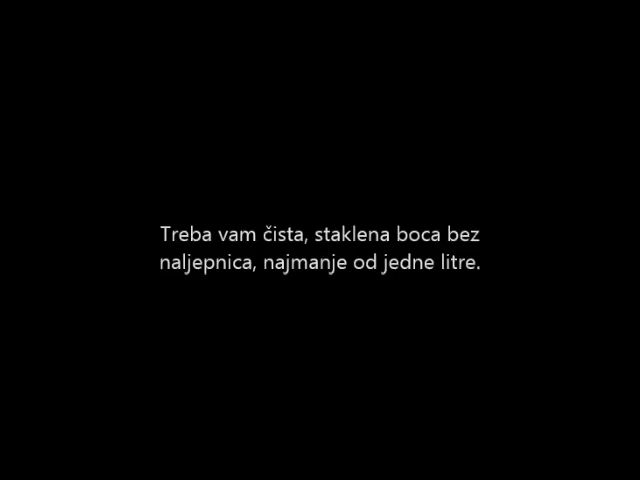 Treba vam čista, staklena boca bez
naljepnica, najmanje od jedne litre.